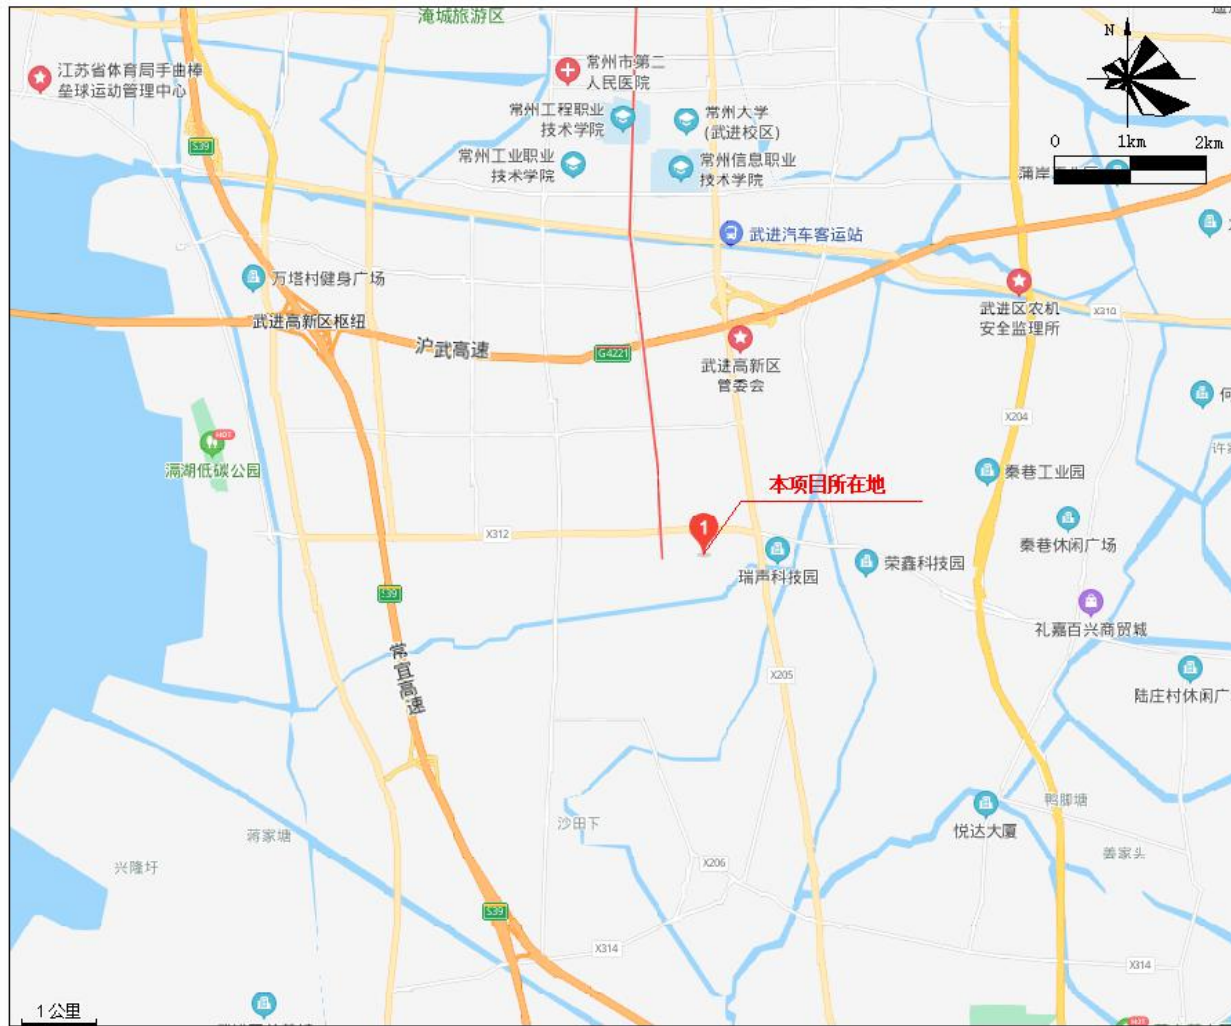 淹城旅游区
N
江苏省体育局手曲棒
垒球运动管理中心
常州市第二
人民医院
常州工程职业
技术学院
常州大学
(武进校区)
S39
0 1km 2km
常州工业职业
技术学院
常州信息职业
技术学院
武进汽车客运站
万塔村健身广场
武进高新区枢纽
武进区农机
安全监理所
X310
沪武高速
G4221
武进高新区
管委会
X204
HOT
滆湖低碳公园
秦巷工业园
本项目所在地
1
X312
秦巷休闲广场
瑞声科技园
荣鑫科技园
S39
礼嘉百兴商贸城
常宜高速
X205
陆庄村休闲广
鸭脚塘
沙田下
蒋家塘
悦达大厦
姜家头
兴隆圩
X206
S39
X314
X314
1公里
HOT